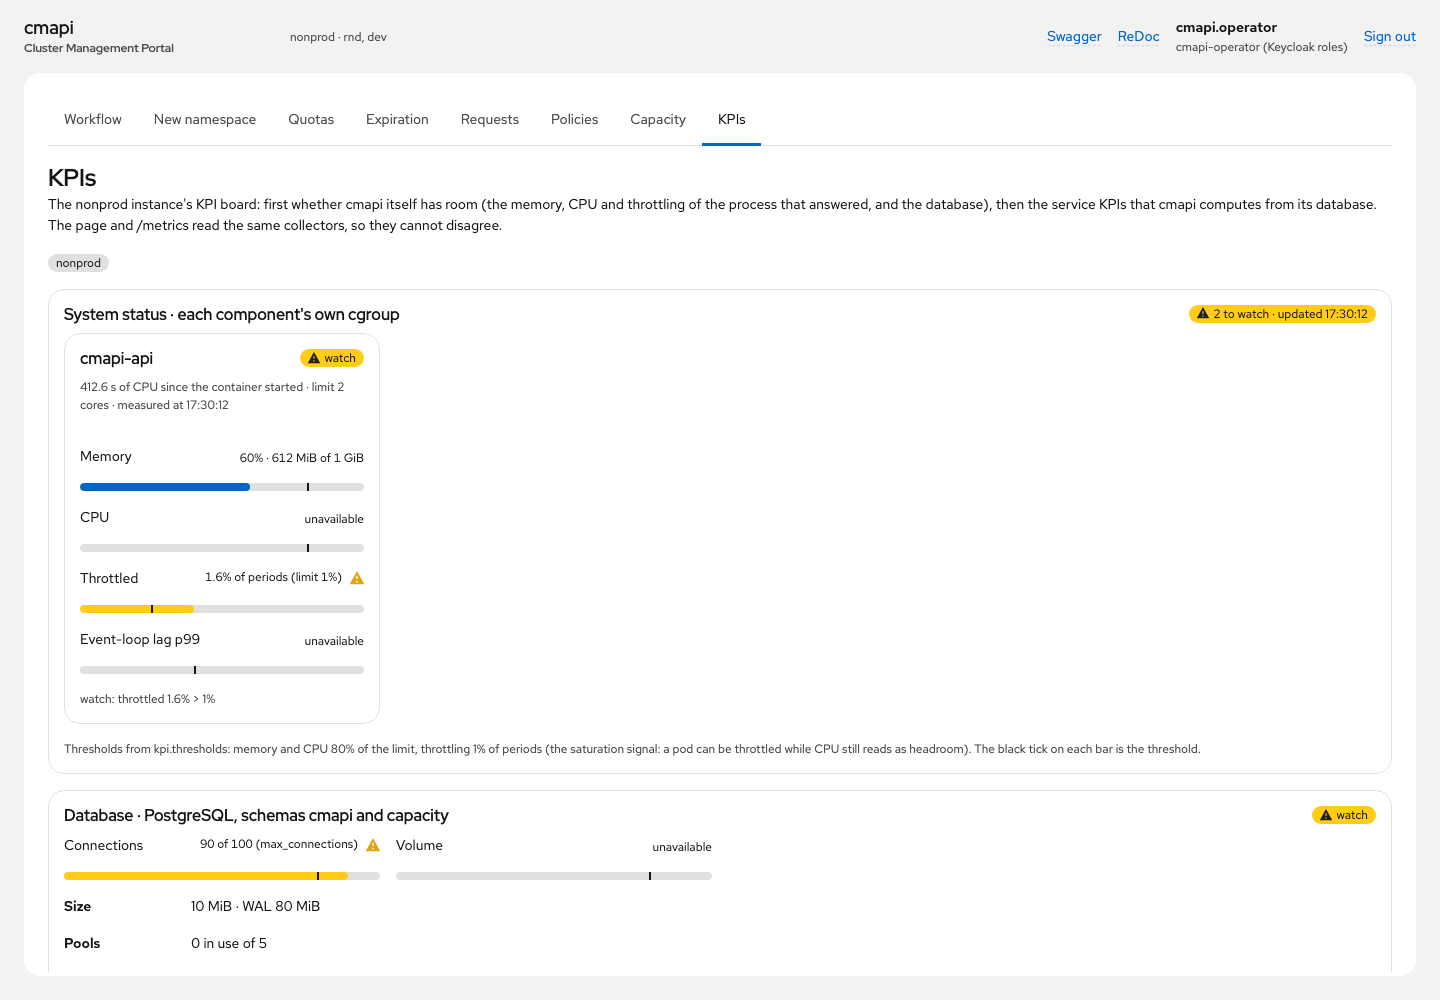 cmapi
Cluster Management Portal
nonprod · rnd, dev
Swagger
ReDoc
cmapi.operator
cmapi-operator (Keycloak roles)
Sign out
Workflow
New namespace
Quotas
Expiration
Requests
Policies
Capacity
KPIs
KPIs
The nonprod instance's KPI board: first whether cmapi itself has room (the memory, CPU and throttling of the process that answered, and the database), then the service KPIs that cmapi computes from its database.
The page and /metrics read the same collectors, so they cannot disagree.
nonprod
System status · each component's own cgroup
2 to watch · updated 17:30:12
cmapi-api
watch
412.6 s of CPU since the container started · limit 2
cores · measured at 17:30:12
Memory
60% · 612 MiB of 1 GiB
CPU
unavailable
Throttled
1.6% of periods (limit 1%)
Event-loop lag p99
unavailable
watch: throttled 1.6% > 1%
Thresholds from kpi.thresholds: memory and CPU 80% of the limit, throttling 1% of periods (the saturation signal: a pod can be throttled while CPU still reads as headroom). The black tick on each bar is the threshold.
Database · PostgreSQL, schemas cmapi and capacity
watch
Connections
90 of 100 (max_connections)
Volume
unavailable
Size
10 MiB · WAL 80 MiB
Pools
0 in use of 5